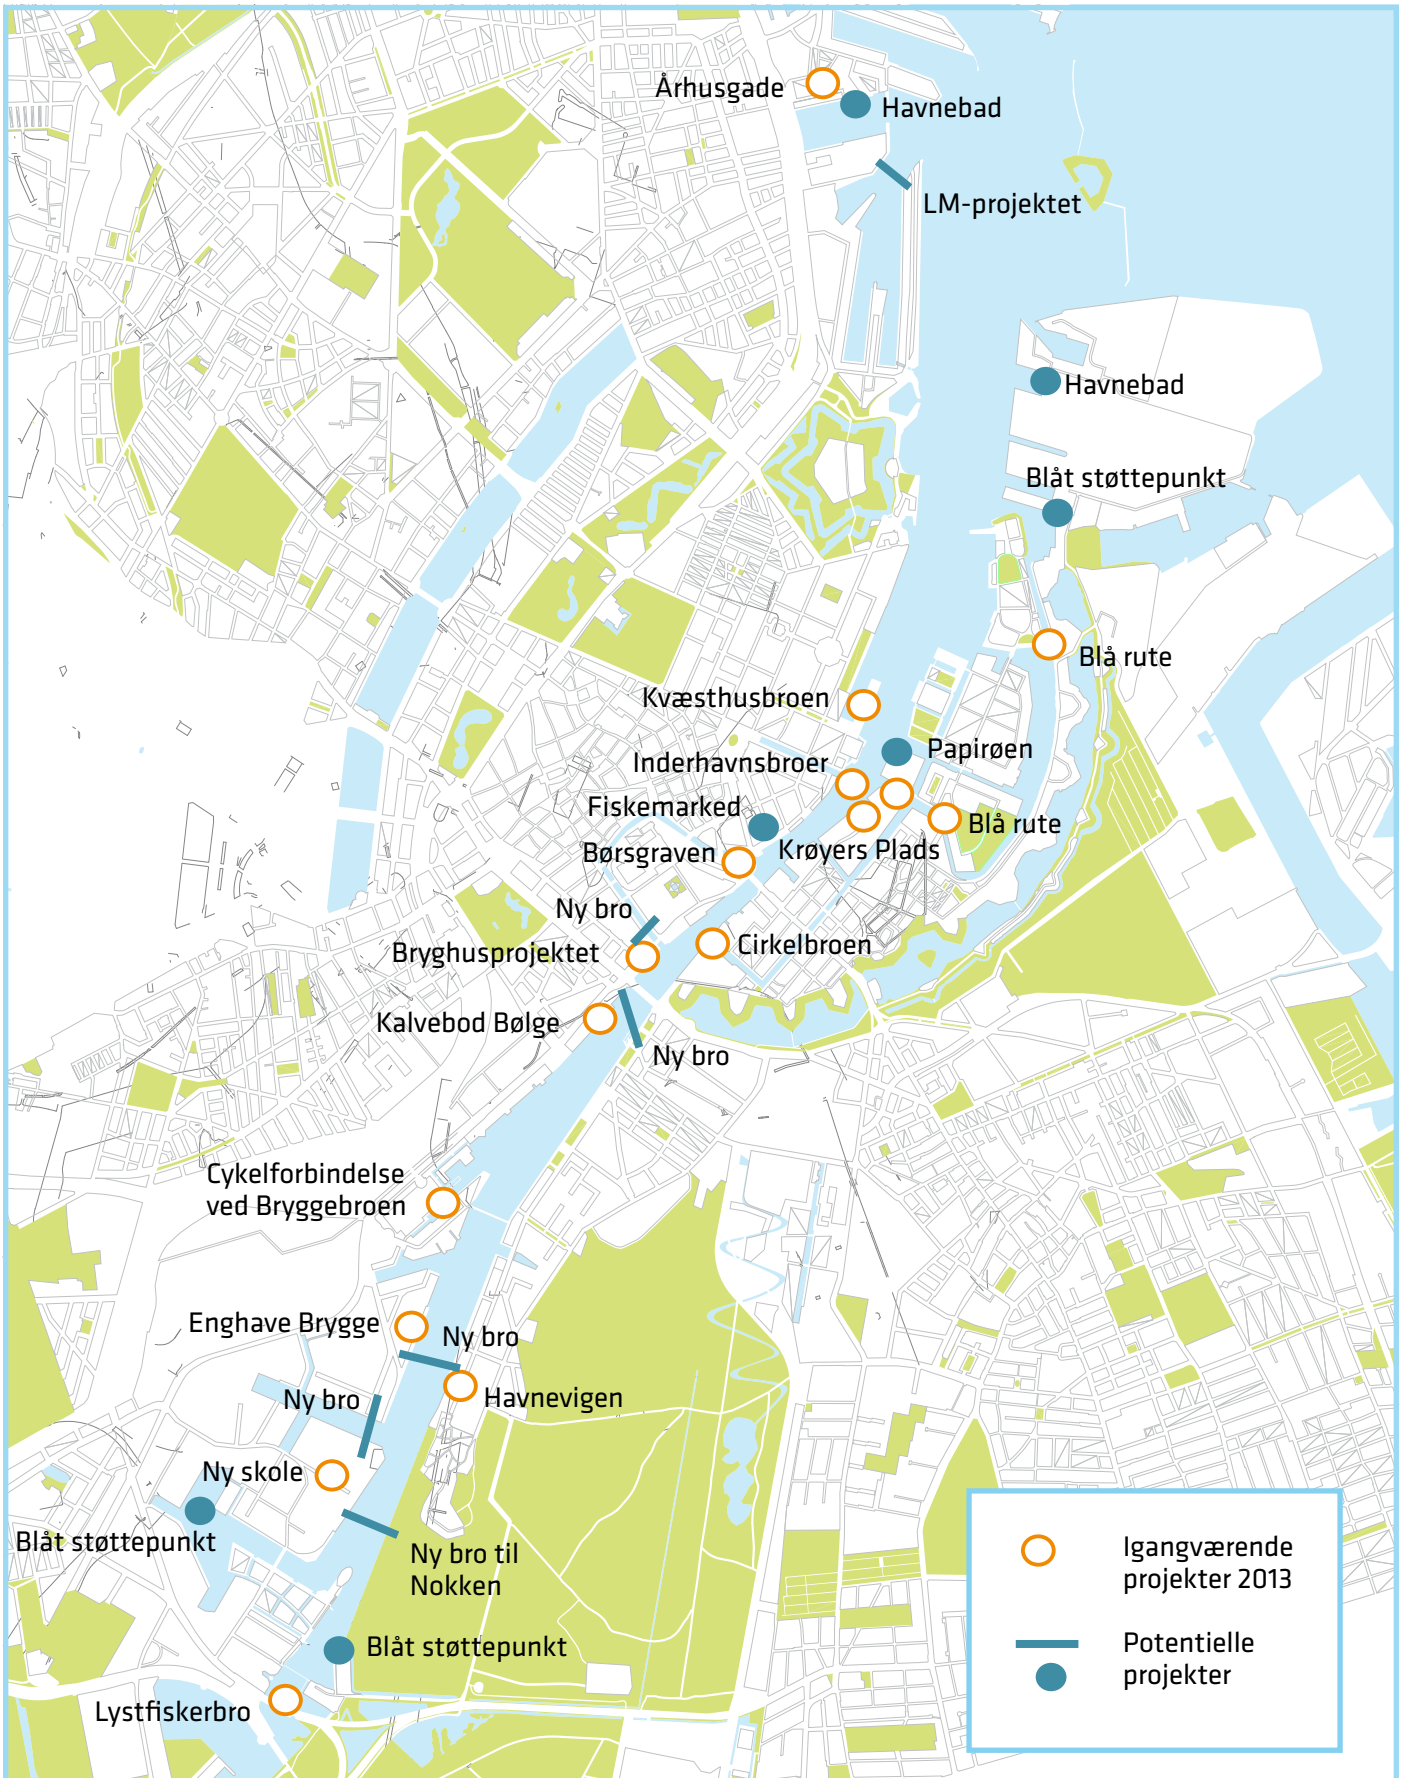 Århusgade
Havnebad
LM-projektet
Havnebad
Blåt støttepunkt
Blå rute
Kvæsthusbroen
Papirøen
Inderhavnsbroer
Fiskemarked
Blå rute
Krøyers Plads
Børsgraven
Ny bro
Cirkelbroen
Bryghusprojektet
Kalvebod Bølge
Ny bro
Cykelforbindelse
ved Bryggebroen
Enghave Brygge
Ny bro
Ny bro
Havnevigen
Ny skole
Blåt støttepunkt
Ny bro til
Nokken
Blåt støttepunkt
Lystfiskerbro
Igangværende
projekter 2013
Potentielle
projekter